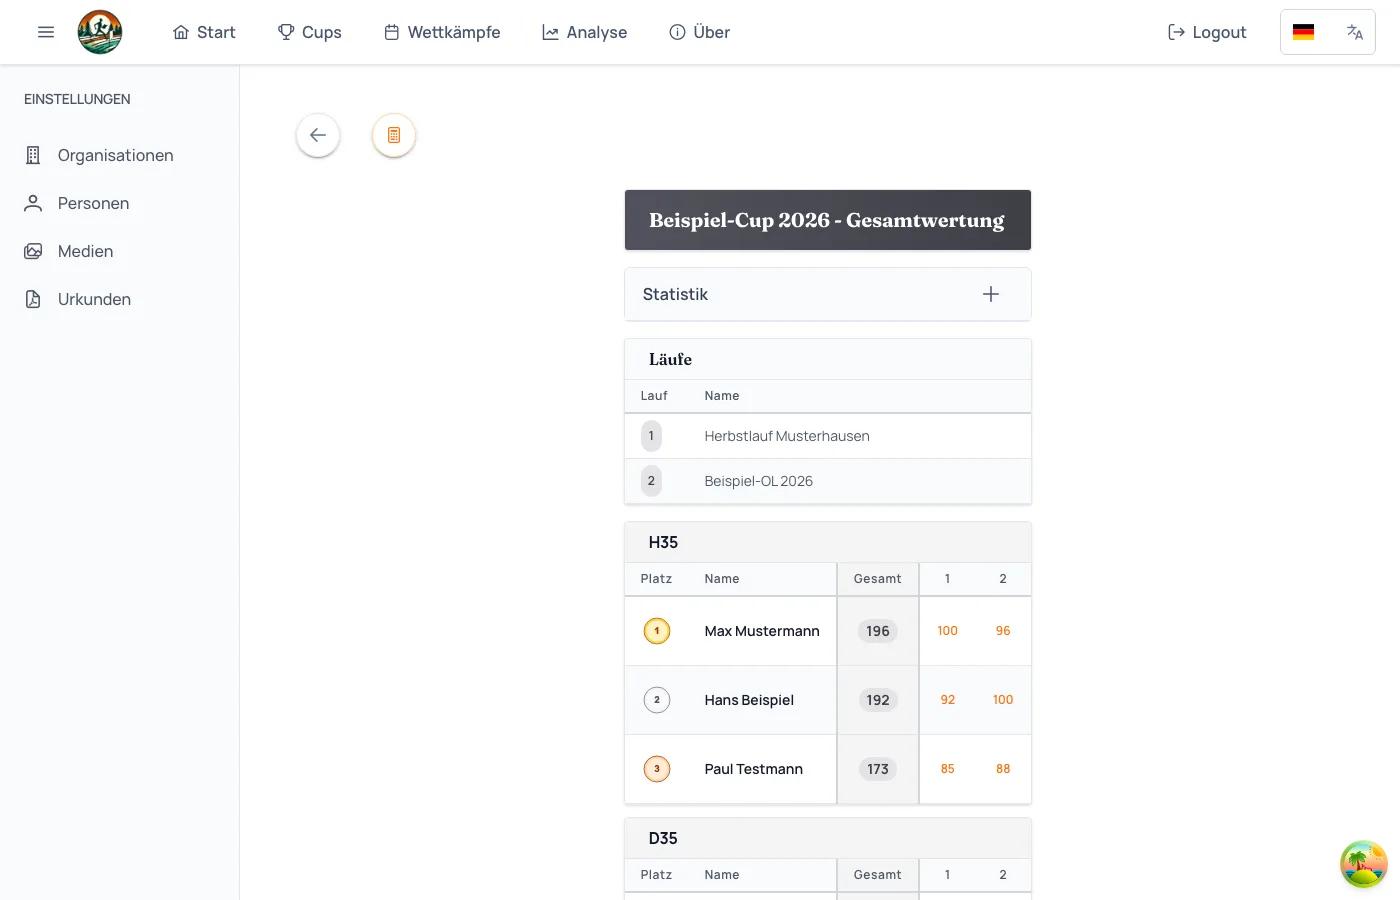 Start
Cups
Wettkämpfe
Analyse
Über
Logout
EINSTELLUNGEN
Organisationen
Personen
Medien
Urkunden
Beispiel-Cup 2026 - Gesamtwertung
Statistik
Läufe
Lauf Name
1 Herbstlauf Musterhausen
2 Beispiel-OL 2026
H35
Platz Name Gesamt 1 2
1 Max Mustermann 196 100 96
2 Hans Beispiel 192 92 100
3 Paul Testmann 173 85 88
D35
Platz Name Gesamt 1 2